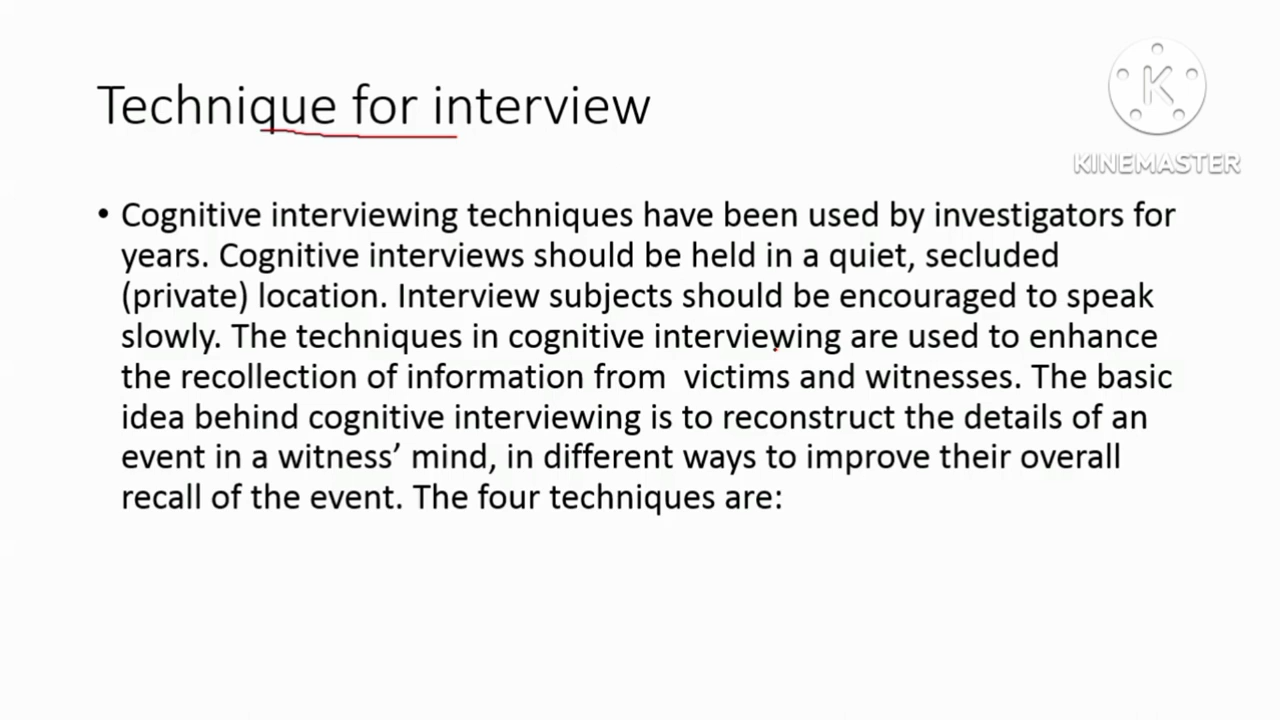 Technique for interview
K
KINEMASTER
• Cognitive interviewing techniques have been used by investigators for
years. Cognitive interviews should be held in a quiet, secluded
(private) location. Interview subjects should be encouraged to speak
slowly. The techniques in cognitive interviewing are used to enhance
the recollection of information from  victims and witnesses. The basic
idea behind cognitive interviewing is to reconstruct the details of an
event in a witness’ mind, in different ways to improve their overall
recall of the event. The four techniques are: